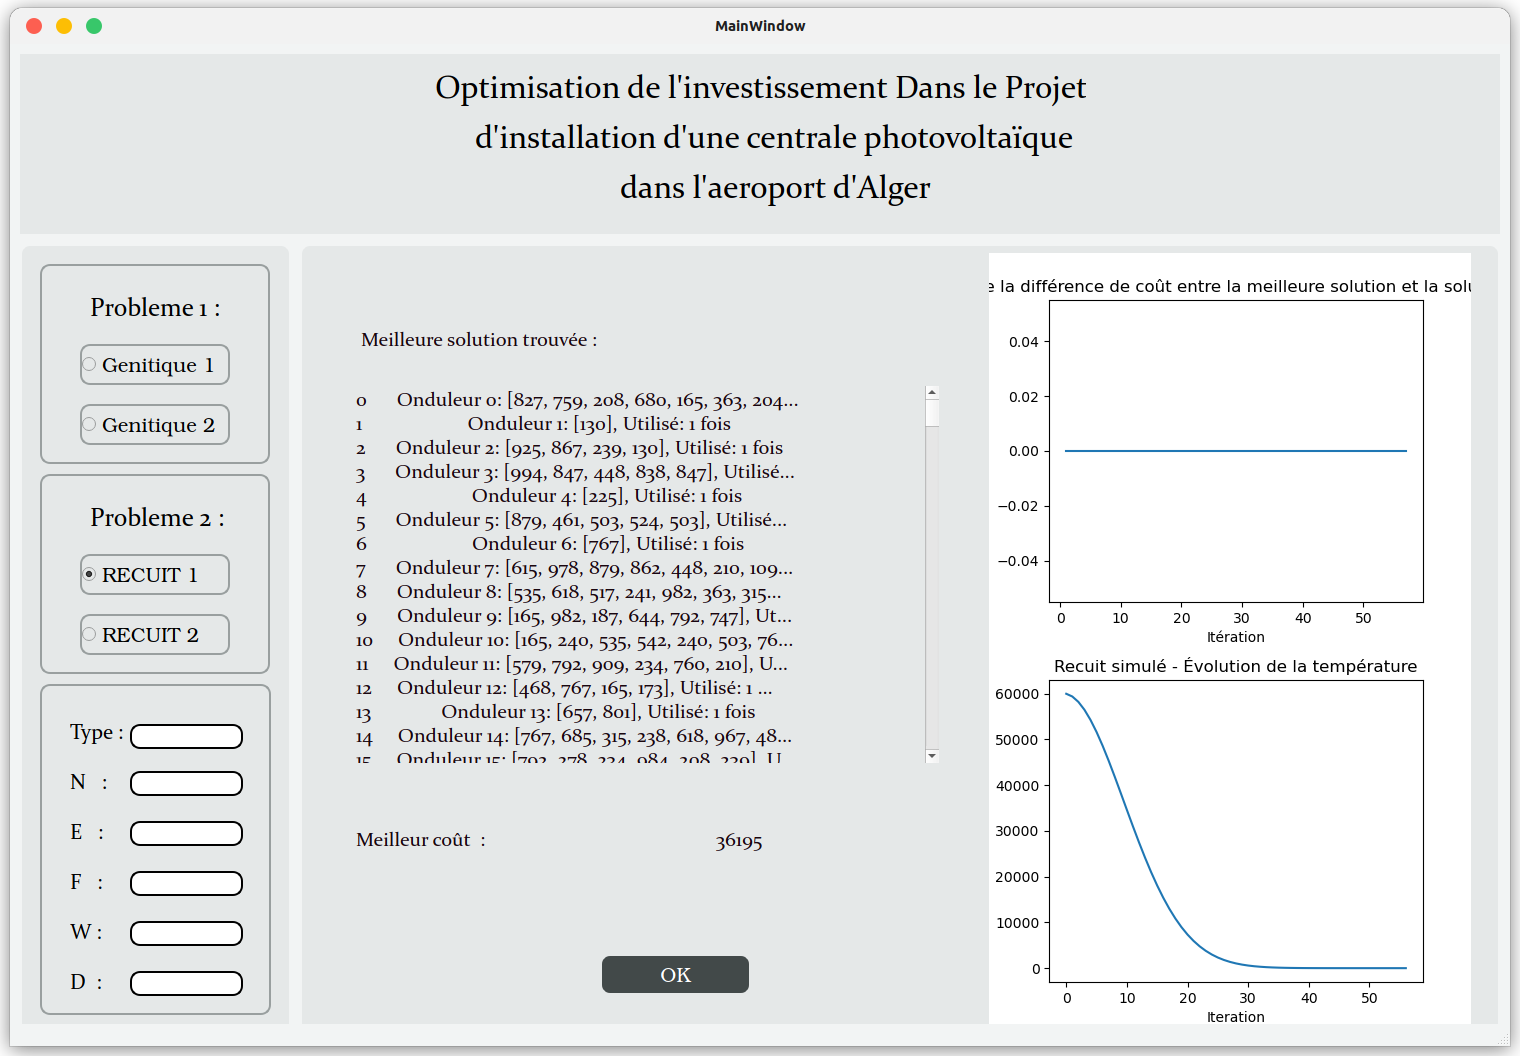 MainWindow
Optimisation de l'investissement Dans le Projet
d'installation d'une centrale photovoltaïque
dans l'aeroport d'Alger
Probleme 1 :
Genitique 1
Genitique 2
Probleme 2 :
RECUIT 1
RECUIT 2
Type :
N :
E :
F :
W :
D :
Meilleure solution trouvée :
0 Onduleur 0: [827, 759, 208, 680, 165, 363, 204...
1 Onduleur 1: [130], Utilisé: 1 fois
2 Onduleur 2: [925, 867, 239, 130], Utilisé: 1 fois
3 Onduleur 3: [994, 847, 448, 838, 847], Utilisé...
4 Onduleur 4: [225], Utilisé: 1 fois
5 Onduleur 5: [879, 461, 503, 524, 503], Utilisé...
6 Onduleur 6: [767], Utilisé: 1 fois
7 Onduleur 7: [615, 978, 879, 862, 448, 210, 109...
8 Onduleur 8: [535, 618, 517, 241, 982, 363, 315...
9 Onduleur 9: [165, 982, 187, 644, 792, 747], Ut...
10 Onduleur 10: [165, 240, 535, 542, 240, 503, 76...
11 Onduleur 11: [579, 792, 909, 234, 760, 210], U...
12 Onduleur 12: [468, 767, 165, 173], Utilisé: 1 ...
13 Onduleur 13: [657, 801], Utilisé: 1 fois
14 Onduleur 14: [767, 685, 315, 238, 618, 967, 48...
15 Onduleur 15: [792, 278, 234, 984, 208, 239], U...
Meilleur coût :
36195
OK
e la différence de coût entre la meilleure solution et la solu
0.04
0.02
0.00
−0.02
−0.04
0 10 20 30 40 50
Itération
Recuit simulé - Évolution de la température
60000
50000
40000
30000
20000
10000
0
0 10 20 30 40 50
Iteration